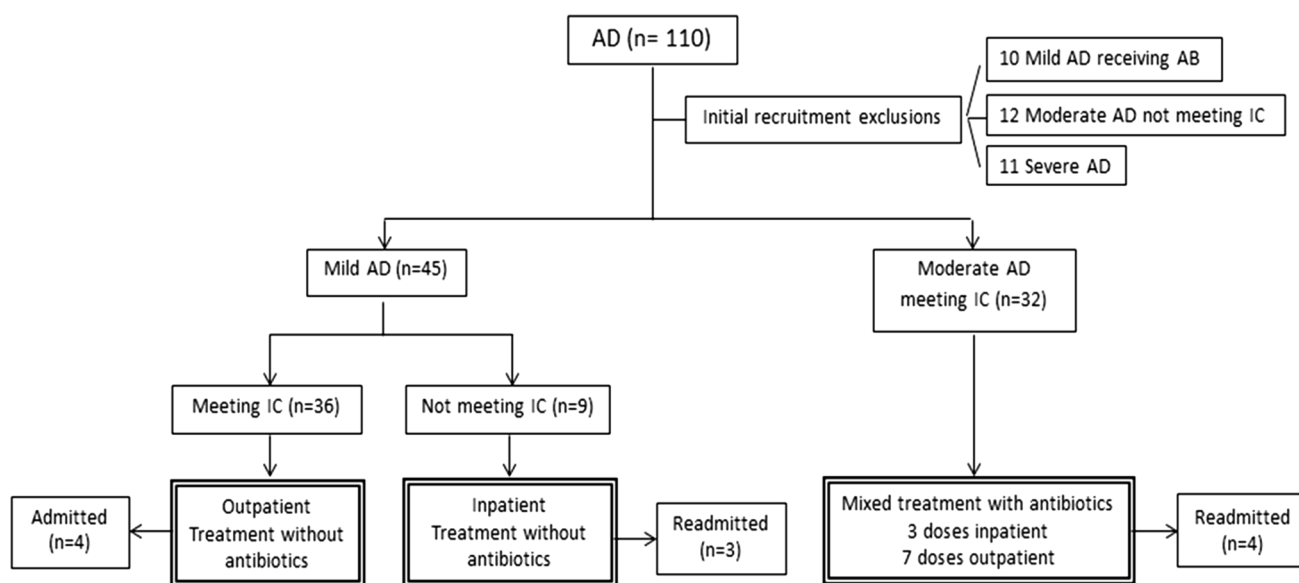 AD (n= 110)
Initial recruitment exclusions
10 Mild AD receiving AB
12 Moderate AD not meeting IC
11 Severe AD
Mild AD (n=45)
Moderate AD
meeting IC (n=32)
Meeting IC (n=36)
Not meeting IC (n=9)
Admitted
(n=4)
Outpatient
Treatment without
antibiotics
Inpatient
Treatment without
antibiotics
Readmitted
(n=3)
Mixed treatment with antibiotics
3 doses inpatient
7 doses outpatient
Readmitted
(n=4)